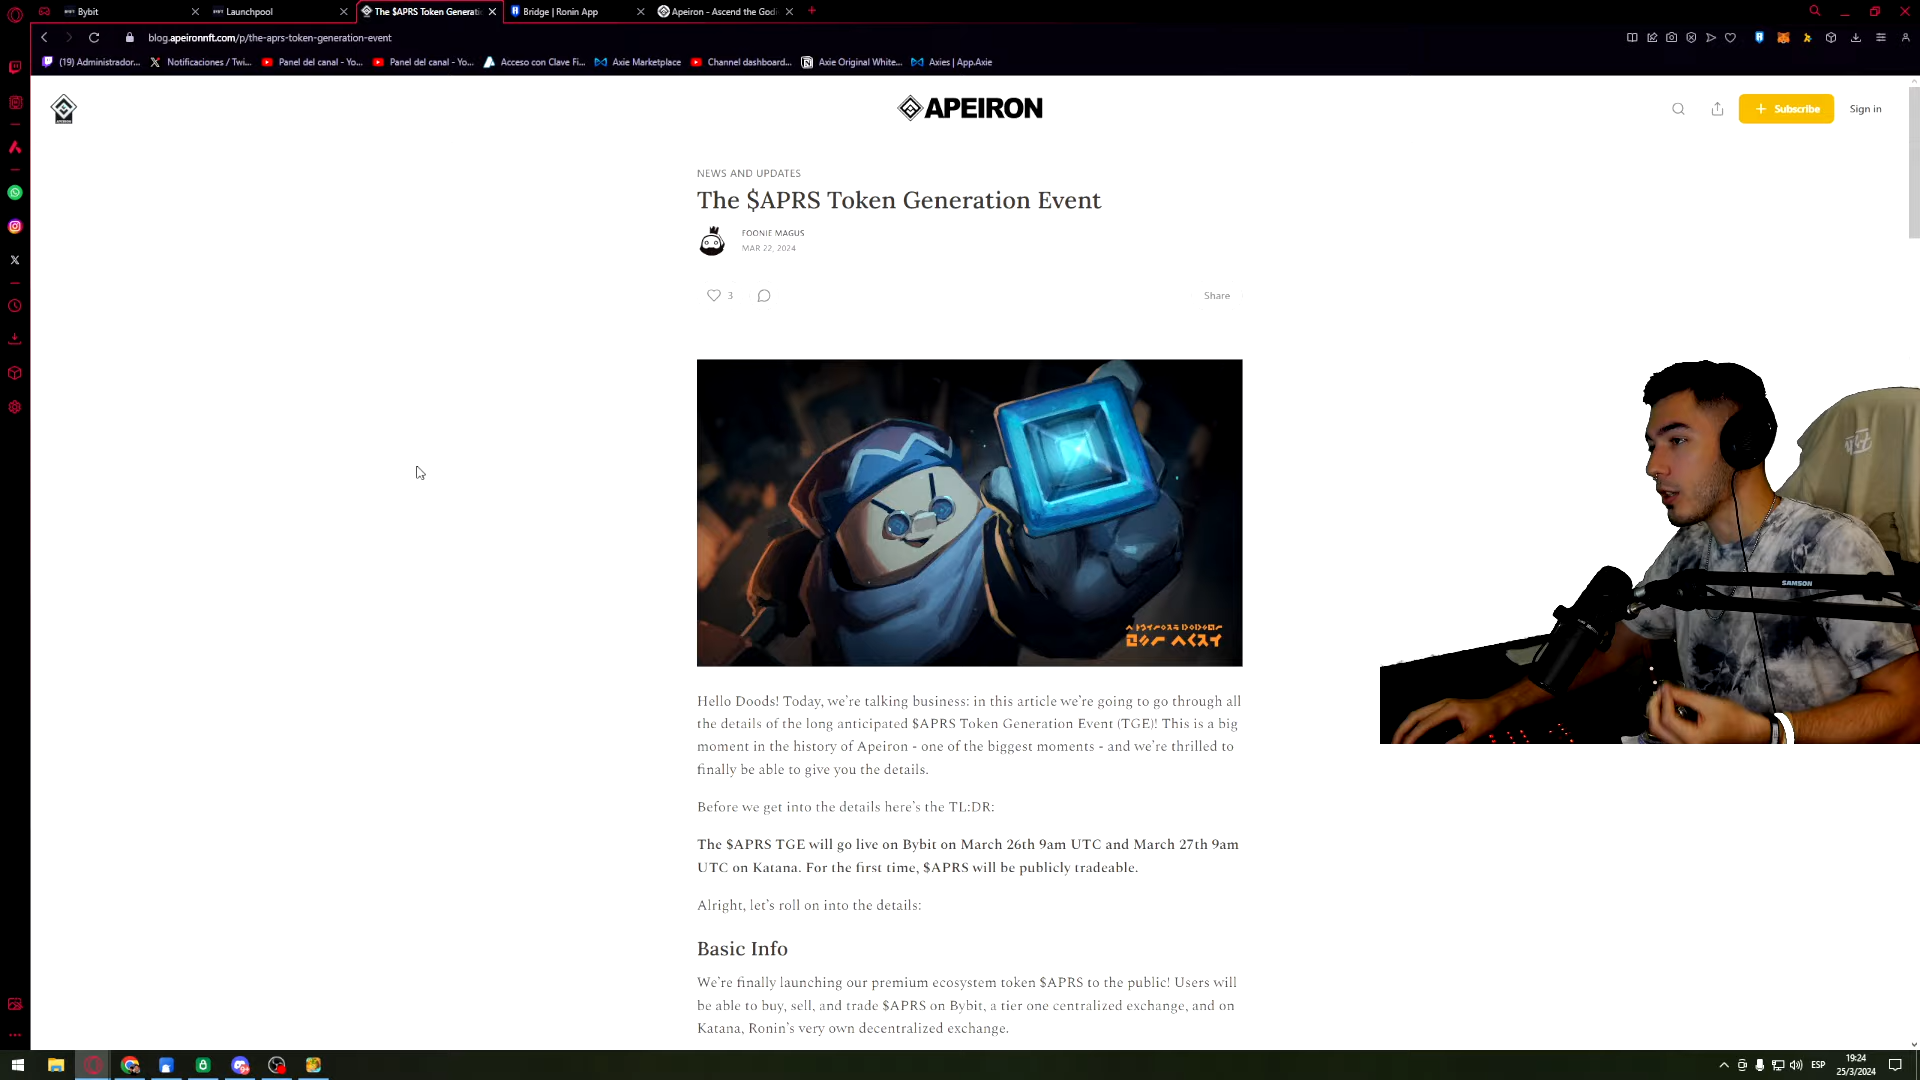 Bybit
Launchpool
The $APRS Token Generati
Bridge | Ronin App
Apeiron - Ascend the God
blog.apeironnft.com/p/the-aprs-token-generation-event
(19) Administrador...
Notificaciones / Twi...
Panel del canal - Yo...
Panel del canal - Yo...
Acceso con Clave Fi...
Axie Marketplace
Channel dashboard...
Axie Original White...
Axies | App.Axie
APEIRON
Subscribe
Sign in
NEWS AND UPDATES
The $APRS Token Generation Event
FOONIE MAGUS
MAR 22, 2024
3
Share
Hello Doods! Today, we’re talking business: in this article we’re going to go through all
the details of the long anticipated $APRS Token Generation Event (TGE)! This is a big
moment in the history of Apeiron - one of the biggest moments - and we’re thrilled to
finally be able to give you the details.
Before we get into the details here’s the TL:DR:
The $APRS TGE will go live on Bybit on March 26th 9am UTC and March 27th 9am
UTC on Katana. For the first time, $APRS will be publicly tradeable.
Alright, let’s roll on into the details:
Basic Info
We’re finally launching our premium ecosystem token $APRS to the public! Users will
be able to buy, sell, and trade $APRS on Bybit, a tier one centralized exchange, and on
Katana, Ronin’s very own decentralized exchange.
SAMSON
ESP
19:24
25/3/2024